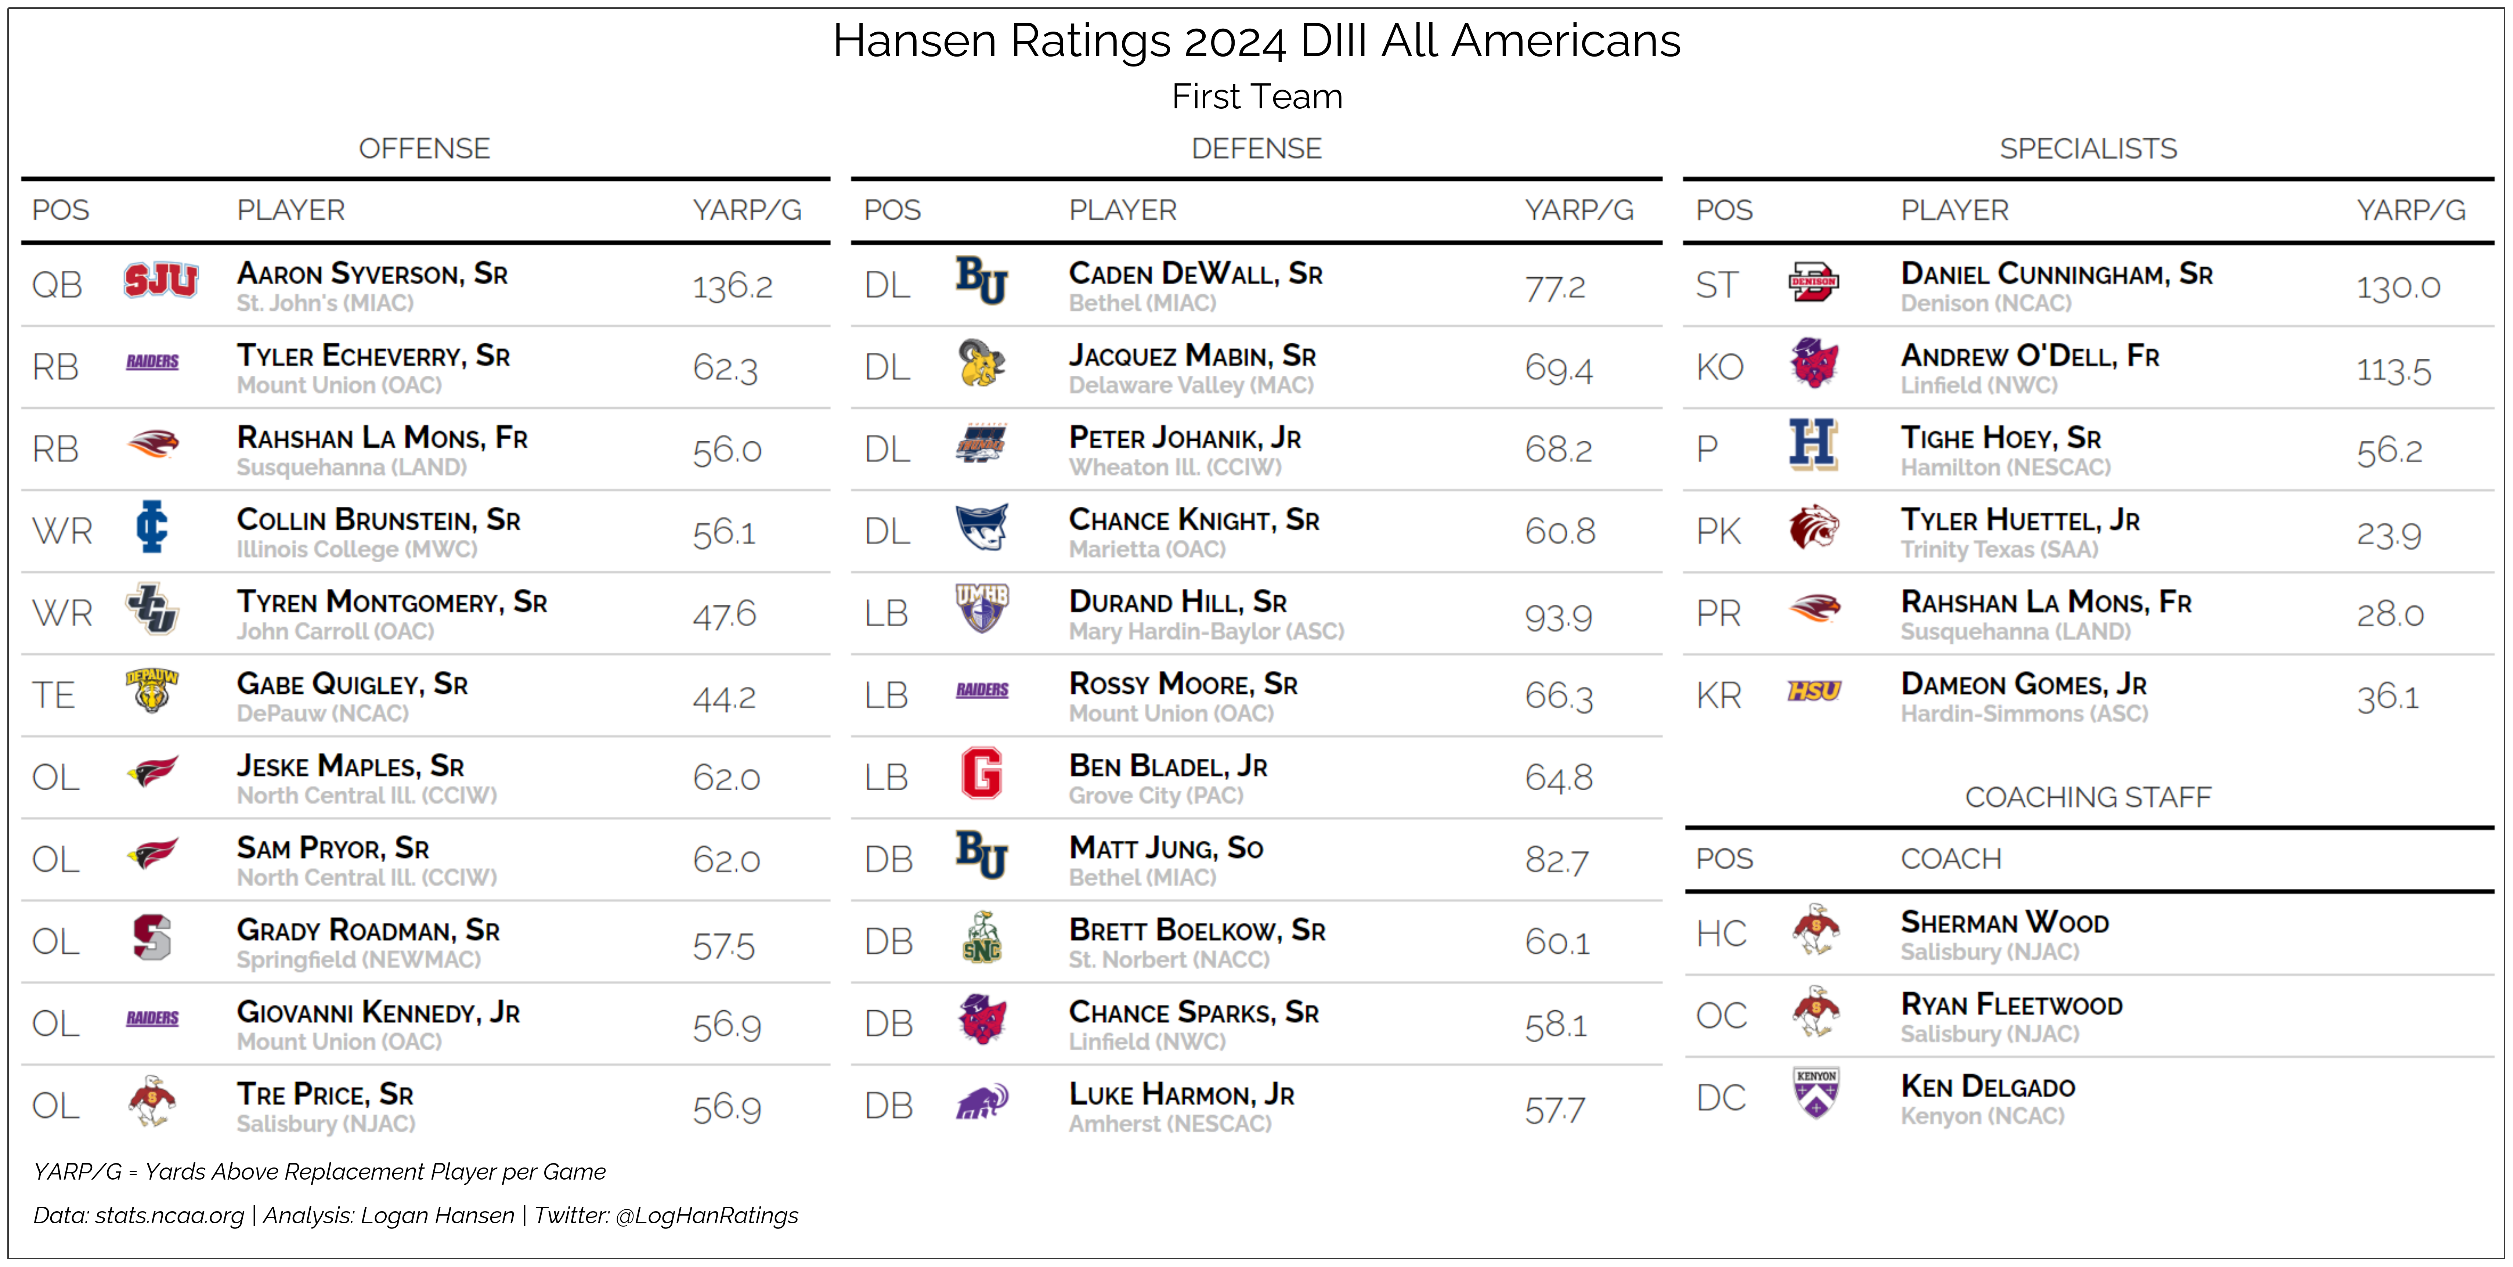 Hansen Ratings 2024 DIII All Americans
First Team
OFFENSE
POS PLAYER YARP/G
QB SJU AARON SYVERSON, SR 136.2
St. John's (MIAC)
RB RAIDERS TYLER ECHEVERRY, SR 62.3
Mount Union (OAC)
RB RAHSHAN LA MONS, FR 56.0
Susquehanna (LAND)
WR IC COLLIN BRUNSTEIN, SR 56.1
Illinois College (MWC)
WR JCU TYREN MONTGOMERY, SR 47.6
John Carroll (OAC)
TE DEPAUW GABE QUIGLEY, SR 44.2
DePauw (NCAC)
OL JESKE MAPLES, SR 62.0
North Central Ill. (CCIW)
OL SAM PRYOR, SR 62.0
North Central Ill. (CCIW)
OL S GRADY ROADMAN, SR 57.5
Springfield (NEWMAC)
OL RAIDERS GIOVANNI KENNEDY, JR 56.9
Mount Union (OAC)
OL S TRE PRICE, SR 56.9
Salisbury (NJAC)
DEFENSE
POS PLAYER YARP/G
DL BU CADEN DEWALL, SR 77.2
Bethel (MIAC)
DL JACQUEZ MABIN, SR 69.4
Delaware Valley (MAC)
DL PETER JOHANIK, JR 68.2
Wheaton Ill. (CCIW)
DL CHANCE KNIGHT, SR 60.8
Marietta (OAC)
LB UMHB DURAND HILL, SR 93.9
Mary Hardin-Baylor (ASC)
LB RAIDERS ROSSY MOORE, SR 66.3
Mount Union (OAC)
LB G BEN BLADEL, JR 64.8
Grove City (PAC)
DB BU MATT JUNG, SO 82.7
Bethel (MIAC)
DB SNC BRETT BOELKOW, SR 60.1
St. Norbert (NACC)
DB L CHANCE SPARKS, SR 58.1
Linfield (NWC)
DB LUKE HARMON, JR 57.7
Amherst (NESCAC)
SPECIALISTS
POS PLAYER YARP/G
ST DENISON DANIEL CUNNINGHAM, SR 130.0
Denison (NCAC)
KO L ANDREW O'DELL, FR 113.5
Linfield (NWC)
P H TIGHE HOEY, SR 56.2
Hamilton (NESCAC)
PK TYLER HUETTEL, JR 23.9
Trinity Texas (SAA)
PR RAHSHAN LA MONS, FR 28.0
Susquehanna (LAND)
KR HSU DAMEON GOMES, JR 36.1
Hardin-Simmons (ASC)
COACHING STAFF
POS COACH
HC S SHERMAN WOOD
Salisbury (NJAC)
OC S RYAN FLEETWOOD
Salisbury (NJAC)
DC KENYON KEN DELGADO
Kenyon (NCAC)
YARP/G = Yards Above Replacement Player per Game
Data: stats.ncaa.org | Analysis: Logan Hansen | Twitter: @LogHanRatings